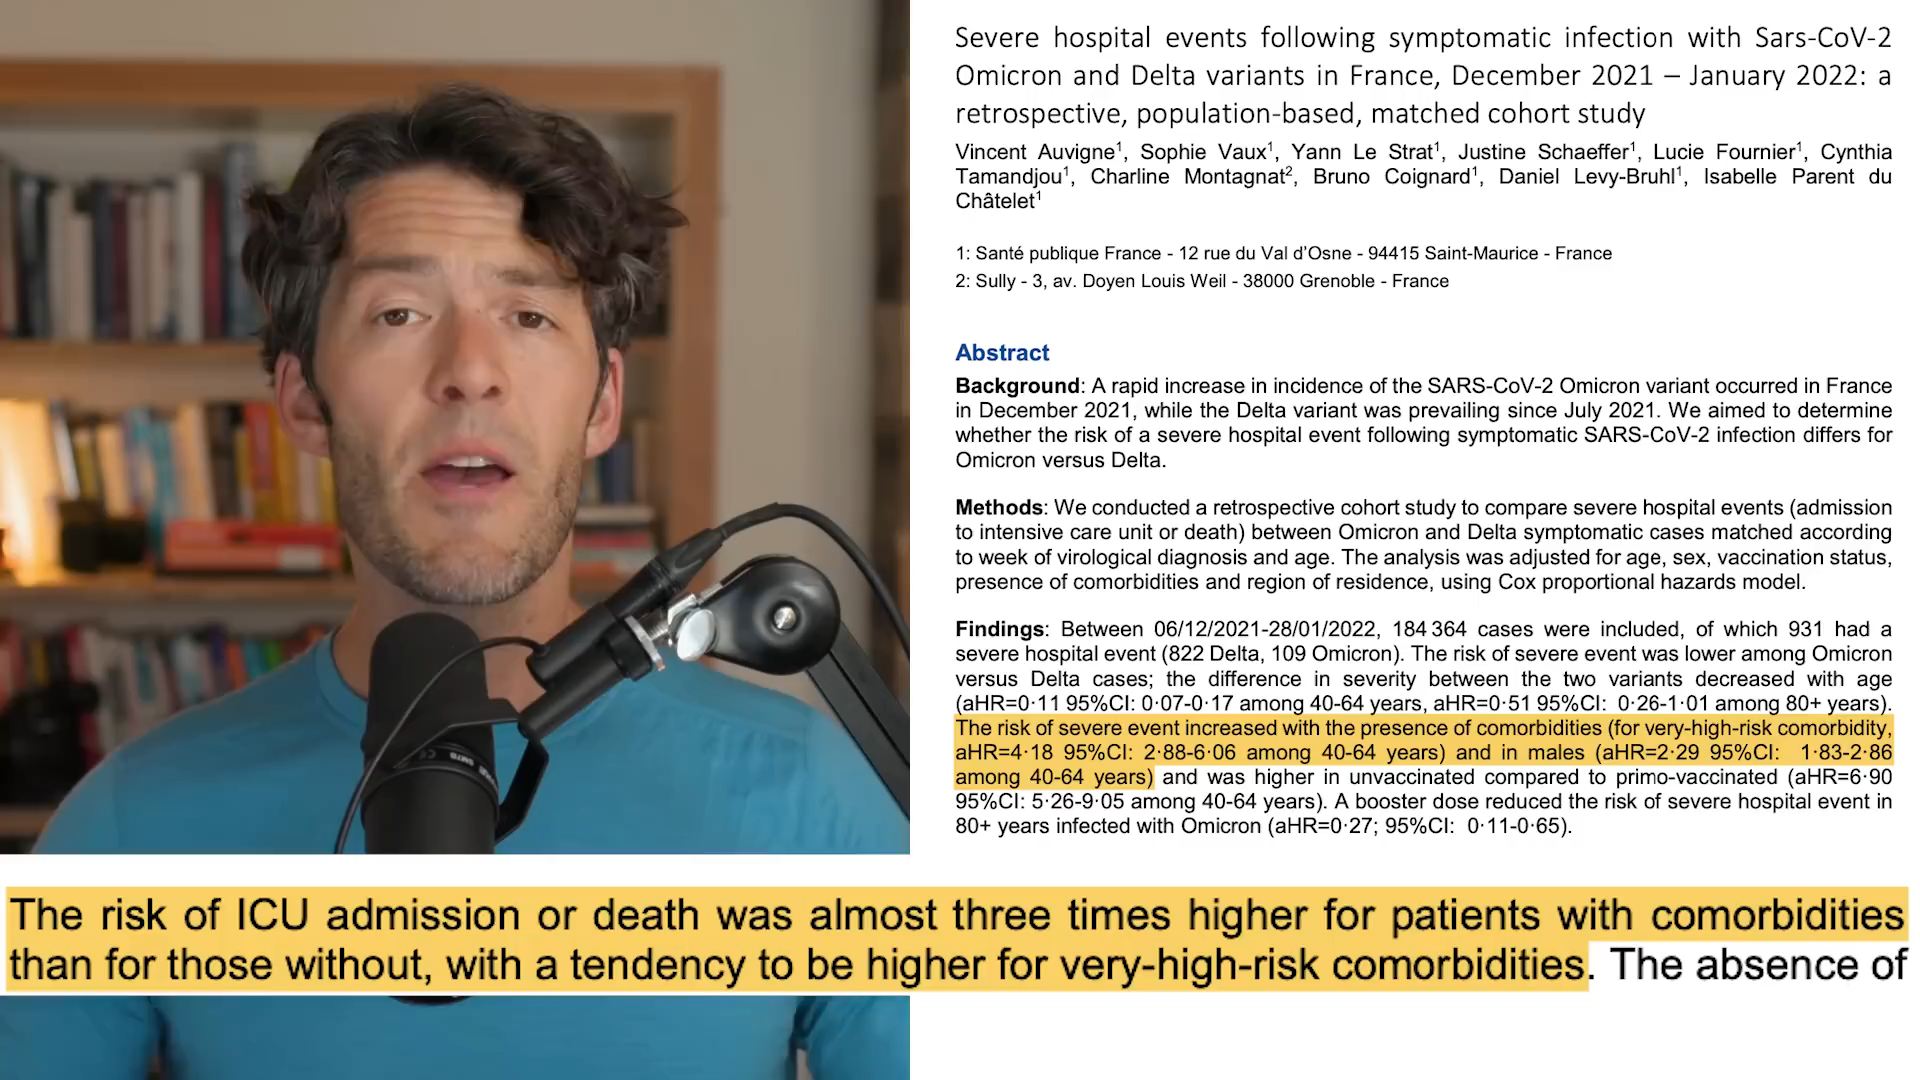 Severe hospital events following symptomatic infection with Sars-CoV-2
Omicron and Delta variants in France, December 2021 – January 2022: a
retrospective, population-based, matched cohort study
Vincent Auvigne1, Sophie Vaux1, Yann Le Strat1, Justine Schaeffer1, Lucie Fournier1, Cynthia
Tamandjou1, Charline Montagnat2, Bruno Coignard1, Daniel Levy-Bruhl1, Isabelle Parent du
Châtelet1
1: Santé publique France - 12 rue du Val d'Osne - 94415 Saint-Maurice - France
2: Sully - 3, av. Doyen Louis Weil - 38000 Grenoble - France
Abstract
Background: A rapid increase in incidence of the SARS-CoV-2 Omicron variant occurred in France
in December 2021, while the Delta variant was prevailing since July 2021. We aimed to determine
whether the risk of a severe hospital event following symptomatic SARS-CoV-2 infection differs for
Omicron versus Delta.
Methods: We conducted a retrospective cohort study to compare severe hospital events (admission
to intensive care unit or death) between Omicron and Delta symptomatic cases matched according
to week of virological diagnosis and age. The analysis was adjusted for age, sex, vaccination status,
presence of comorbidities and region of residence, using Cox proportional hazards model.
Findings: Between 06/12/2021-28/01/2022, 184 364 cases were included, of which 931 had a
severe hospital event (822 Delta, 109 Omicron). The risk of severe event was lower among Omicron
versus Delta cases; the difference in severity between the two variants decreased with age
(aHR=0·11 95%CI: 0·07-0·17 among 40-64 years, aHR=0·51 95%CI: 0·26-1·01 among 80+ years).
The risk of severe event increased with the presence of comorbidities (for very-high-risk comorbidity,
aHR=4·18 95%CI: 2·88-6·06 among 40-64 years) and in males (aHR=2·29 95%CI: 1·83-2·86
among 40-64 years) and was higher in unvaccinated compared to primo-vaccinated (aHR=6·90
95%CI: 5·26-9·05 among 40-64 years). A booster dose reduced the risk of severe hospital event in
80+ years infected with Omicron (aHR=0·27; 95%CI: 0·11-0·65).
The risk of ICU admission or death was almost three times higher for patients with comorbidities
than for those without, with a tendency to be higher for very-high-risk comorbidities. The absence of